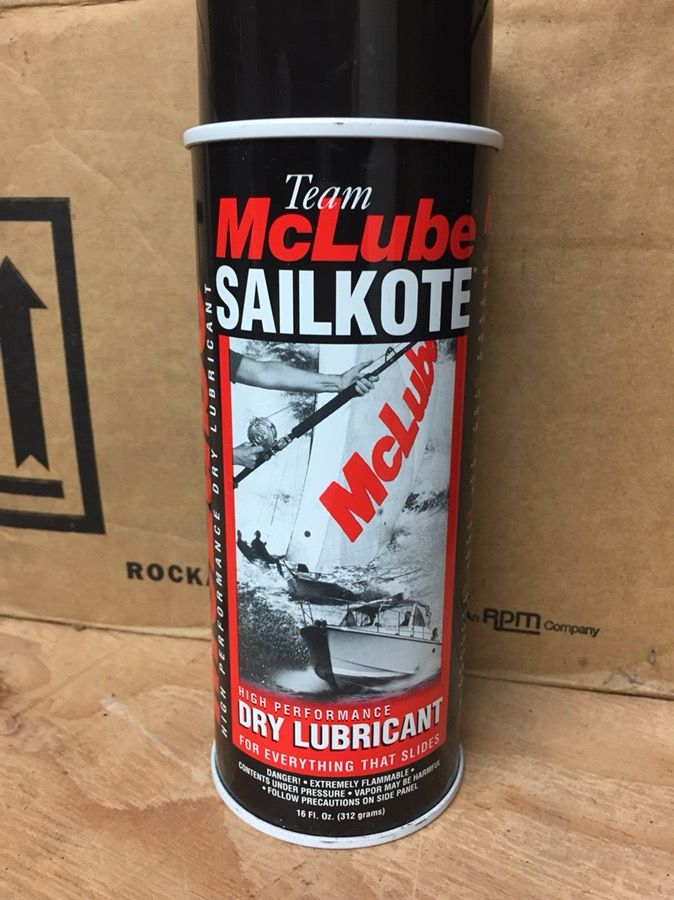 Team
McLube
SAILKOTE
McLube
HIGH PERFORMANCE
DRY LUBRICANT
FOR EVERYTHING THAT SLIDES
DANGER! • EXTREMELY FLAMMABLE •
CONTENTS UNDER PRESSURE • VAPOR MAY BE HARMFUL
• FOLLOW PRECAUTIONS ON SIDE PANEL
16 Fl. Oz. (312 grams)
HIGH PERFORMANCE DRY LUBRICANT
An RPM Company